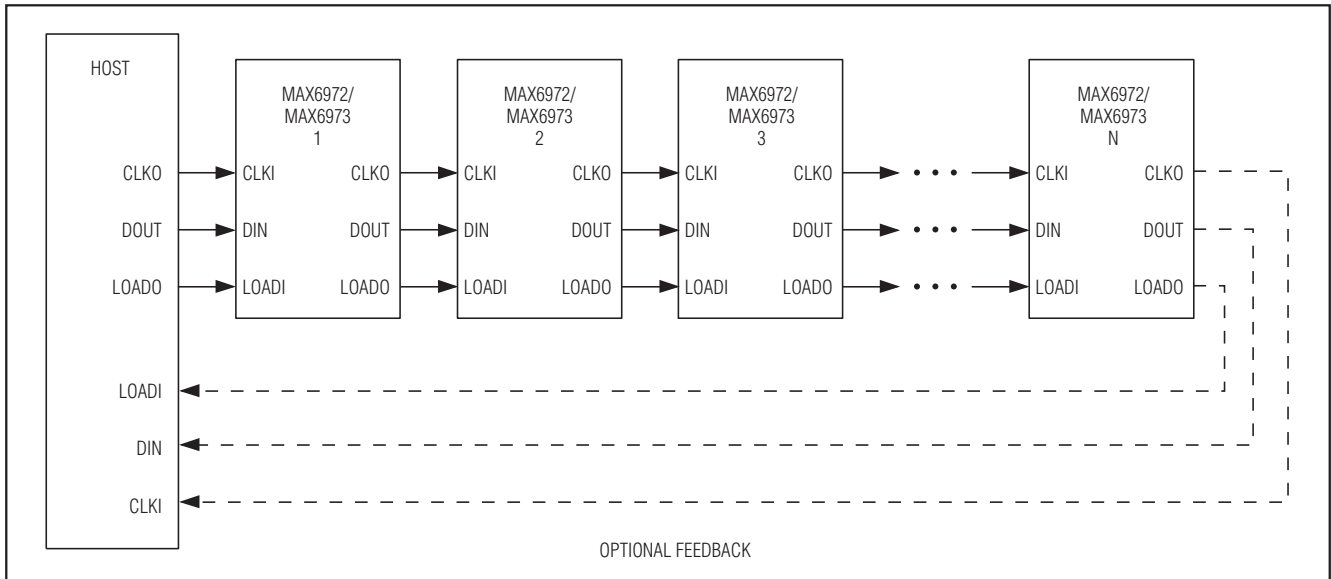 HOST
MAX6972/
MAX6973
1
MAX6972/
MAX6973
2
MAX6972/
MAX6973
3
MAX6972/
MAX6973
N
CLKO CLKI CLKO CLKI CLKO CLKI CLKO CLKI CLKO
DOUT DIN DOUT DIN DOUT DIN DOUT DIN DOUT
LOADO LOADI LOADO LOADI LOADO LOADI LOADO LOADI LOADO
LOADI
DIN
CLKI
OPTIONAL FEEDBACK